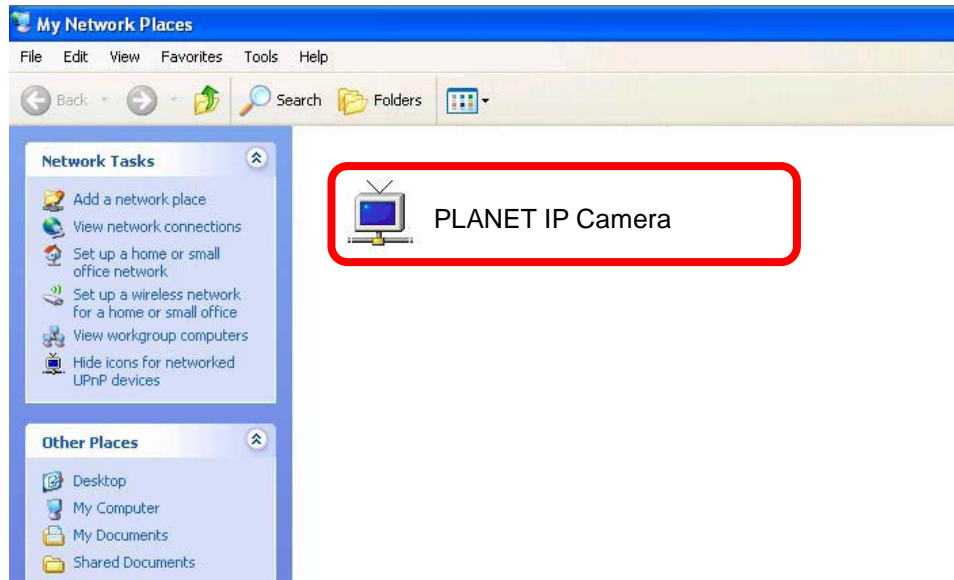 My Network Places
File Edit View Favorites Tools Help
Back Search Folders
Network Tasks
Add a network place
View network connections
Set up a home or small
office network
Set up a wireless network
for a home or small office
View workgroup computers
Hide icons for networked
UPnP devices
Other Places
Desktop
My Computer
My Documents
Shared Documents
PLANET IP Camera